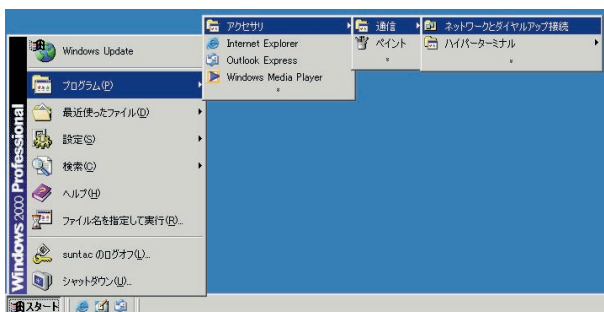 Windows 2000 Professional
Windows Update
プログラム(P)
最近使ったファイル(D)
設定(S)
検索(C)
ヘルプ(H)
ファイル名を指定して実行(R)...
suntac のログオフ(L)...
シャットダウン(U)...
スタート
アクセサリ
Internet Explorer
Outlook Express
Windows Media Player
通信
ペイント
ネットワークとダイヤルアップ接続
ハイパーターミナル